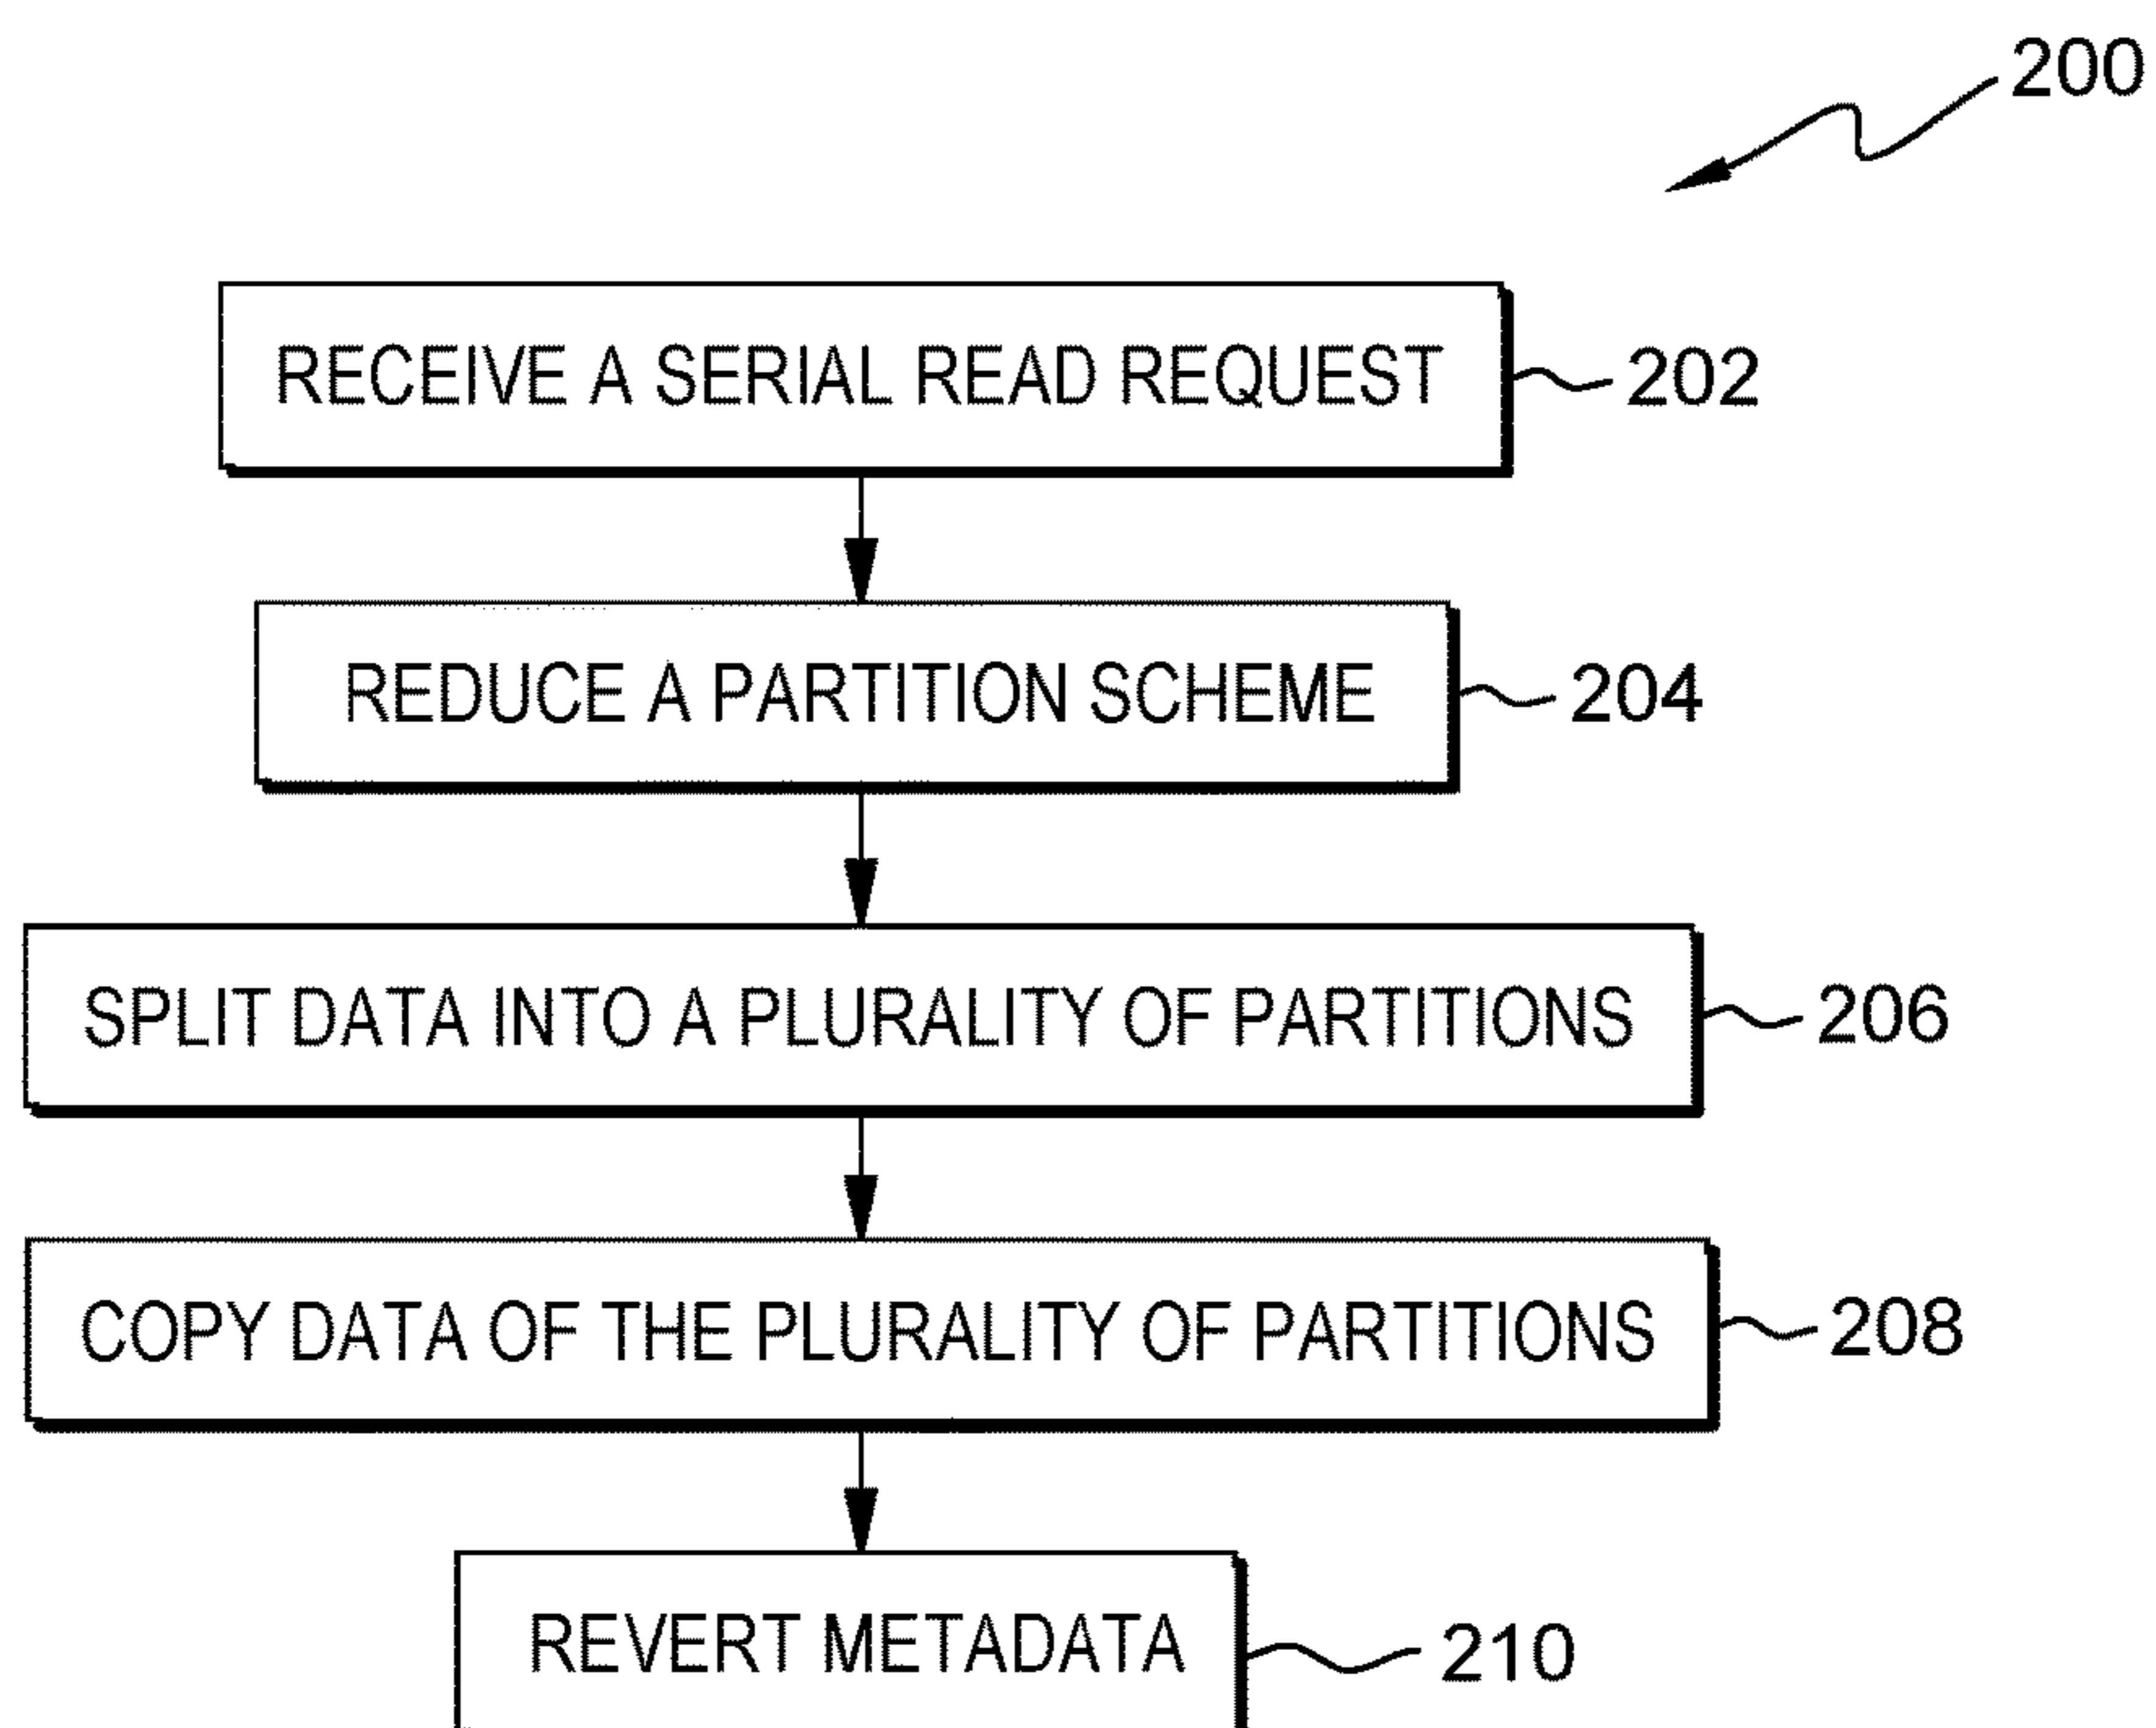 200
RECEIVE A SERIAL READ REQUEST 202
REDUCE A PARTITION SCHEME 204
SPLIT DATA INTO A PLURALITY OF PARTITIONS 206
COPY DATA OF THE PLURALITY OF PARTITIONS 208
REVERT METADATA 210